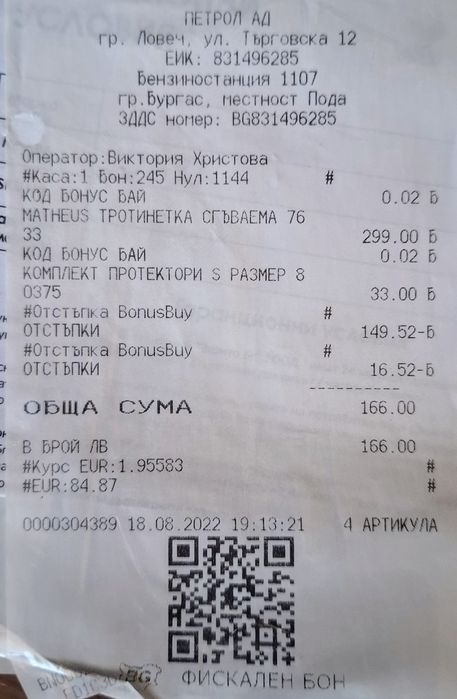 ПЕТРОЛ АД
гр. Ловеч, ул. Търговска 12
ЕИК: 831496285
Бензиностанция 1107
гр.Бургас, местност Пода
ЗДДС номер: BG831496285
Оператор:Виктория Христова
#Каса:1 Бон:245 Нул:1144 #
КОД БОНУС БАЙ 0.02 Б
MATHEUS ТРОТИНЕТКА СГЪВАЕМА 76
33 299.00 Б
КОД БОНУС БАЙ 0.02 Б
КОМПЛЕКТ ПРОТЕКТОРИ S РАЗМЕР 8
0375 33.00 Б
#Отстъпка BonusBuy #
ОТСТЪПКИ 149.52-Б
#Отстъпка BonusBuy #
ОТСТЪПКИ 16.52-Б
ОБЩА СУМА 166.00
В БРОЙ ЛВ 166.00
#Курс EUR:1.95583 #
#EUR:84.87 #
0000304389 18.08.2022 19:13:21 4 АРТИКУЛА
BG ФИСКАЛЕН БОН